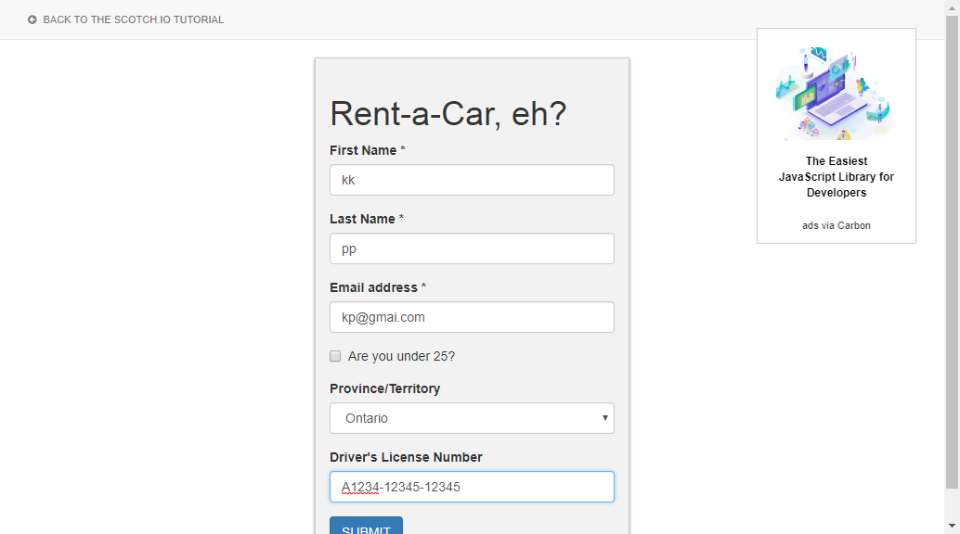 BACK TO THE SCOTCH.IO TUTORIAL
Rent-a-Car, eh?
First Name *
kk
Last Name *
pp
Email address *
kp@gmai.com
Are you under 25?
Province/Territory
Ontario
Driver's License Number
A1234-12345-12345
SUBMIT
The Easiest
JavaScript Library for
Developers
ads via Carbon